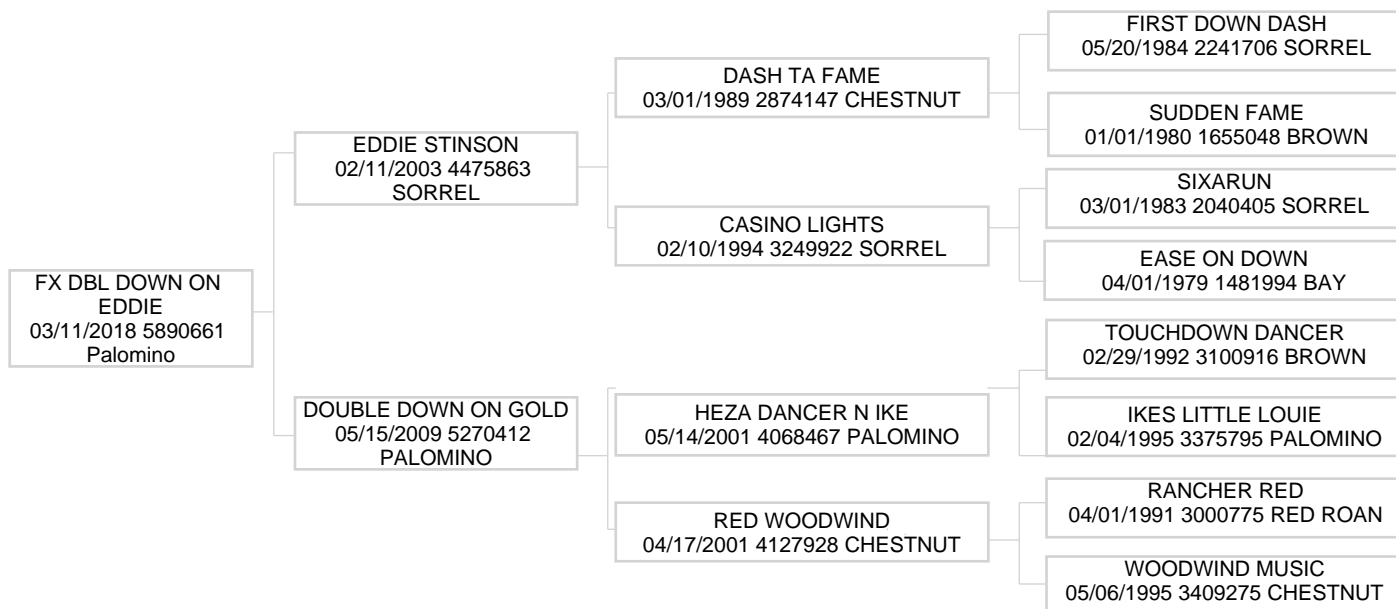 FIRST DOWN DASH
05/20/1984 2241706 SORREL
DASH TA FAME
03/01/1989 2874147 CHESTNUT
SUDDEN FAME
01/01/1980 1655048 BROWN
EDDIE STINSON
02/11/2003 4475863
SORREL
SIXARUN
03/01/1983 2040405 SORREL
CASINO LIGHTS
02/10/1994 3249922 SORREL
EASE ON DOWN
04/01/1979 1481994 BAY
FX DBL DOWN ON
EDDIE
03/11/2018 5890661
Palomino
TOUCHDOWN DANCER
02/29/1992 3100916 BROWN
DOUBLE DOWN ON GOLD
05/15/2009 5270412
PALOMINO
HEZA DANCER N IKE
05/14/2001 4068467 PALOMINO
IKES LITTLE LOUIE
02/04/1995 3375795 PALOMINO
RANCHER RED
04/01/1991 3000775 RED ROAN
RED WOODWIND
04/17/2001 4127928 CHESTNUT
WOODWIND MUSIC
05/06/1995 3409275 CHESTNUT